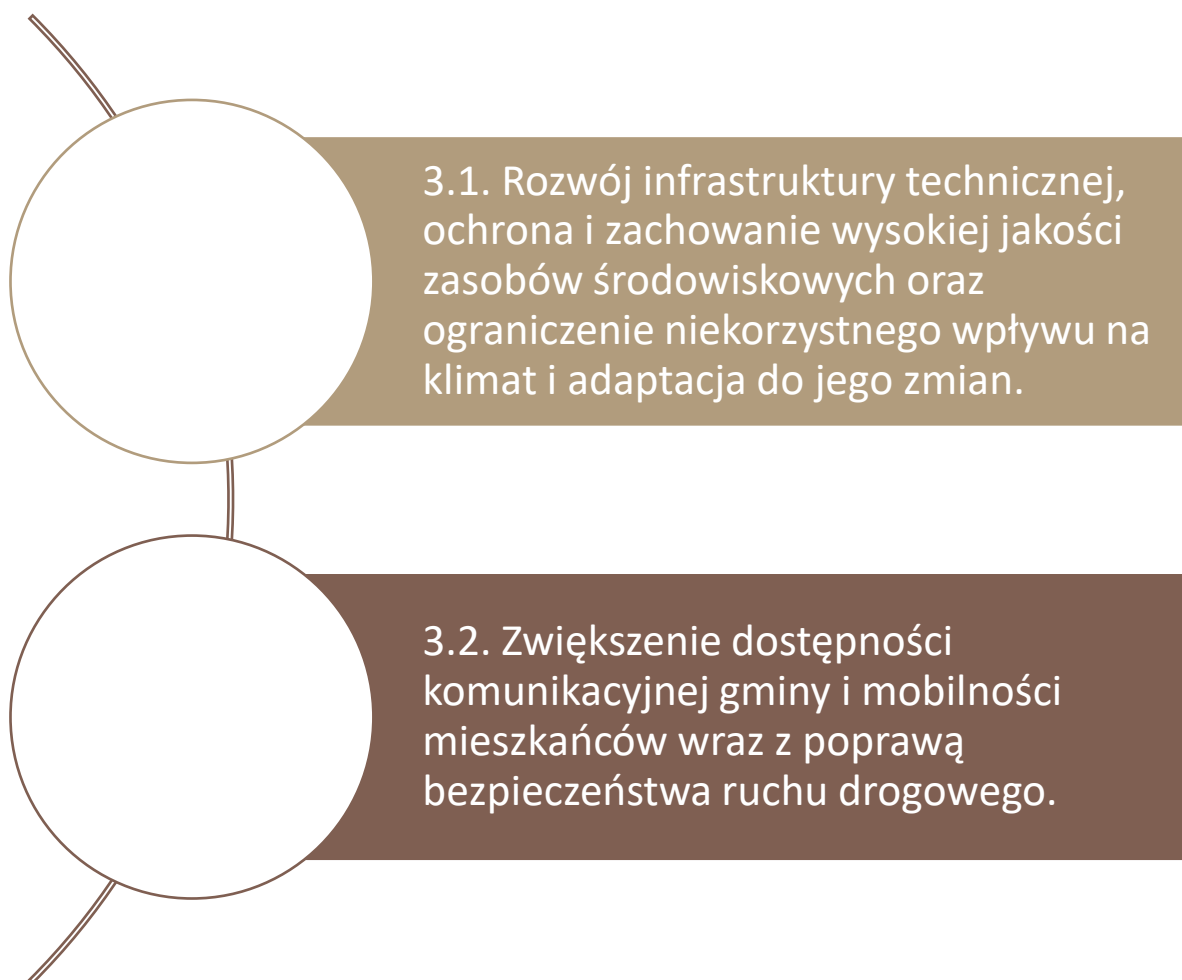 3.1. Rozwój infrastruktury technicznej,
ochrona i zachowanie wysokiej jakości
zasobów środowiskowych oraz
ograniczenie niekorzystnego wpływu na
klimat i adaptacja do jego zmian.
3.2. Zwiększenie dostępności
komunikacyjnej gminy i mobilności
mieszkańców wraz z poprawą
bezpieczeństwa ruchu drogowego.